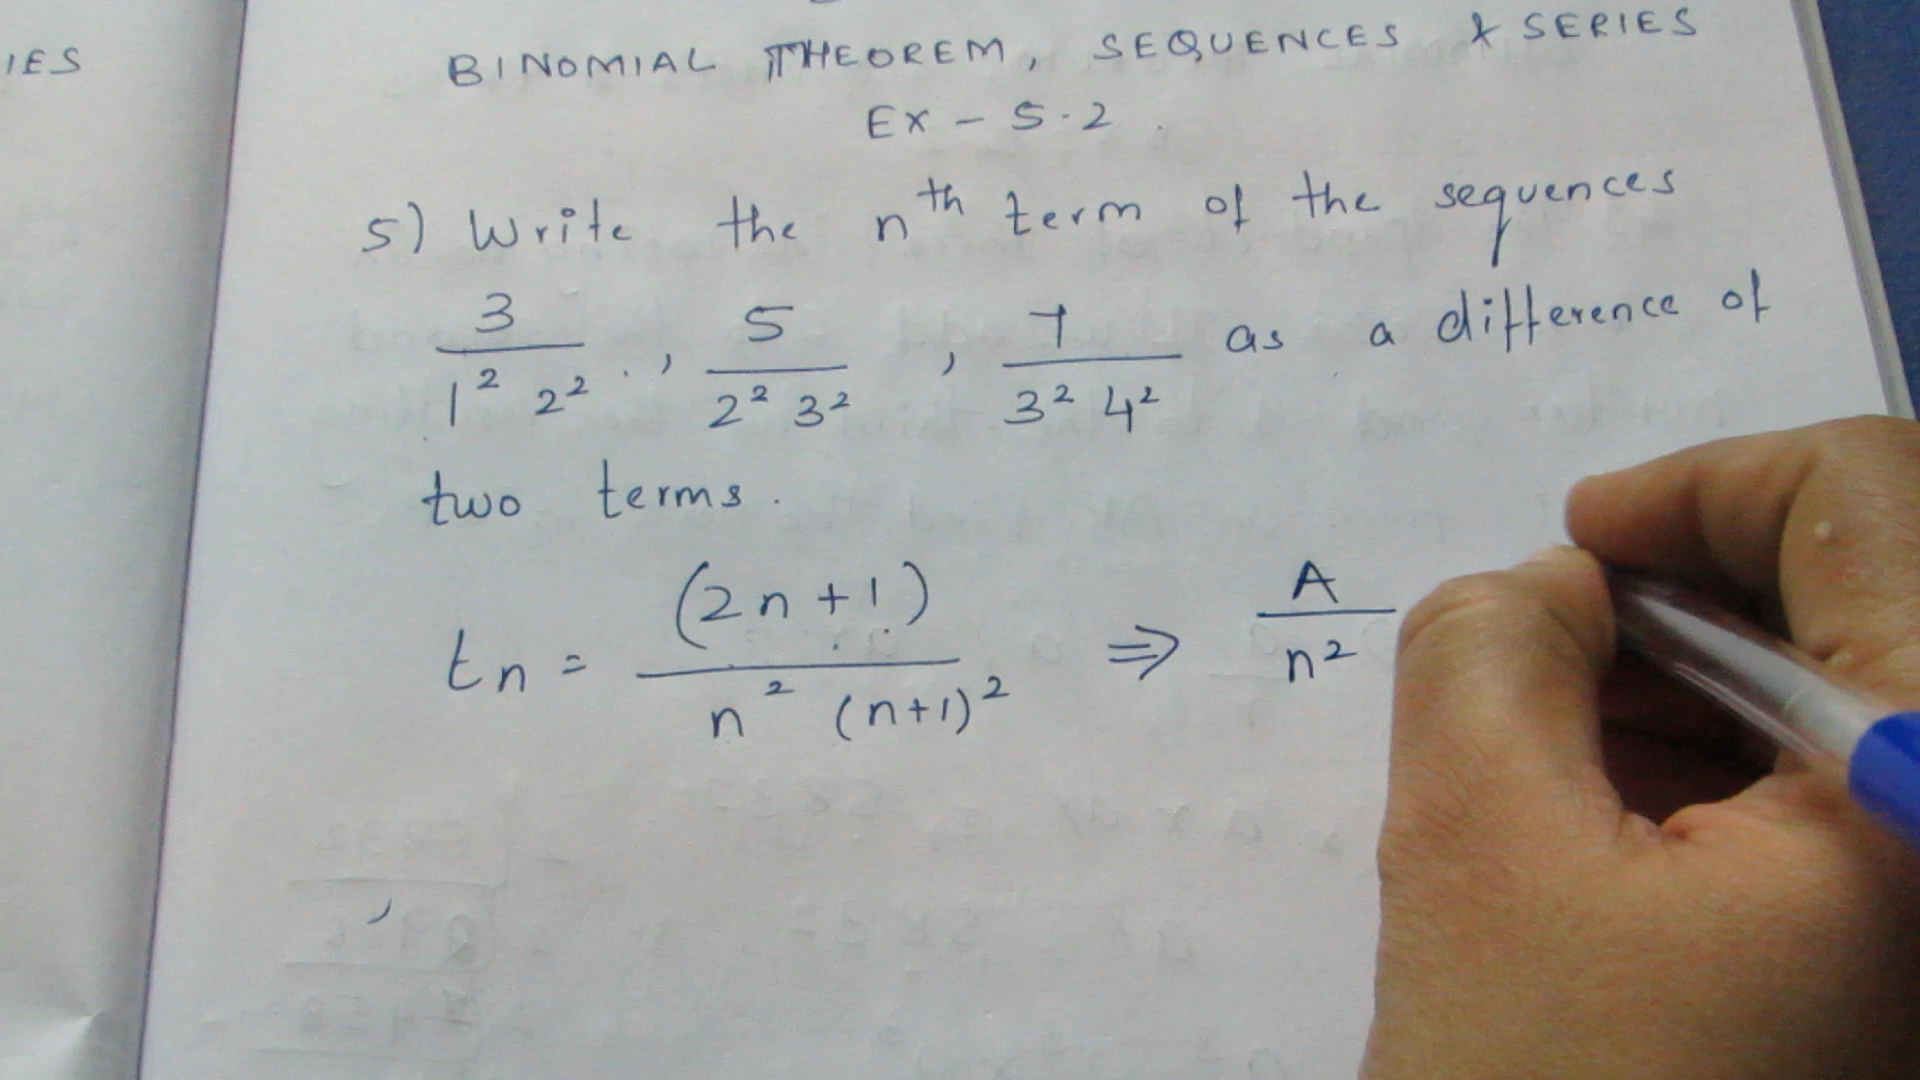 IES
BINOMIAL THEOREM, SEQUENCES & SERIES
EX - 5.2
5) Write the nth term of the sequences
3/(1² 2²), 5/(2² 3²), 7/(3² 4²) as a difference of
two terms.
tn = (2n+1)/(n² (n+1)²) ⇒ A/n²